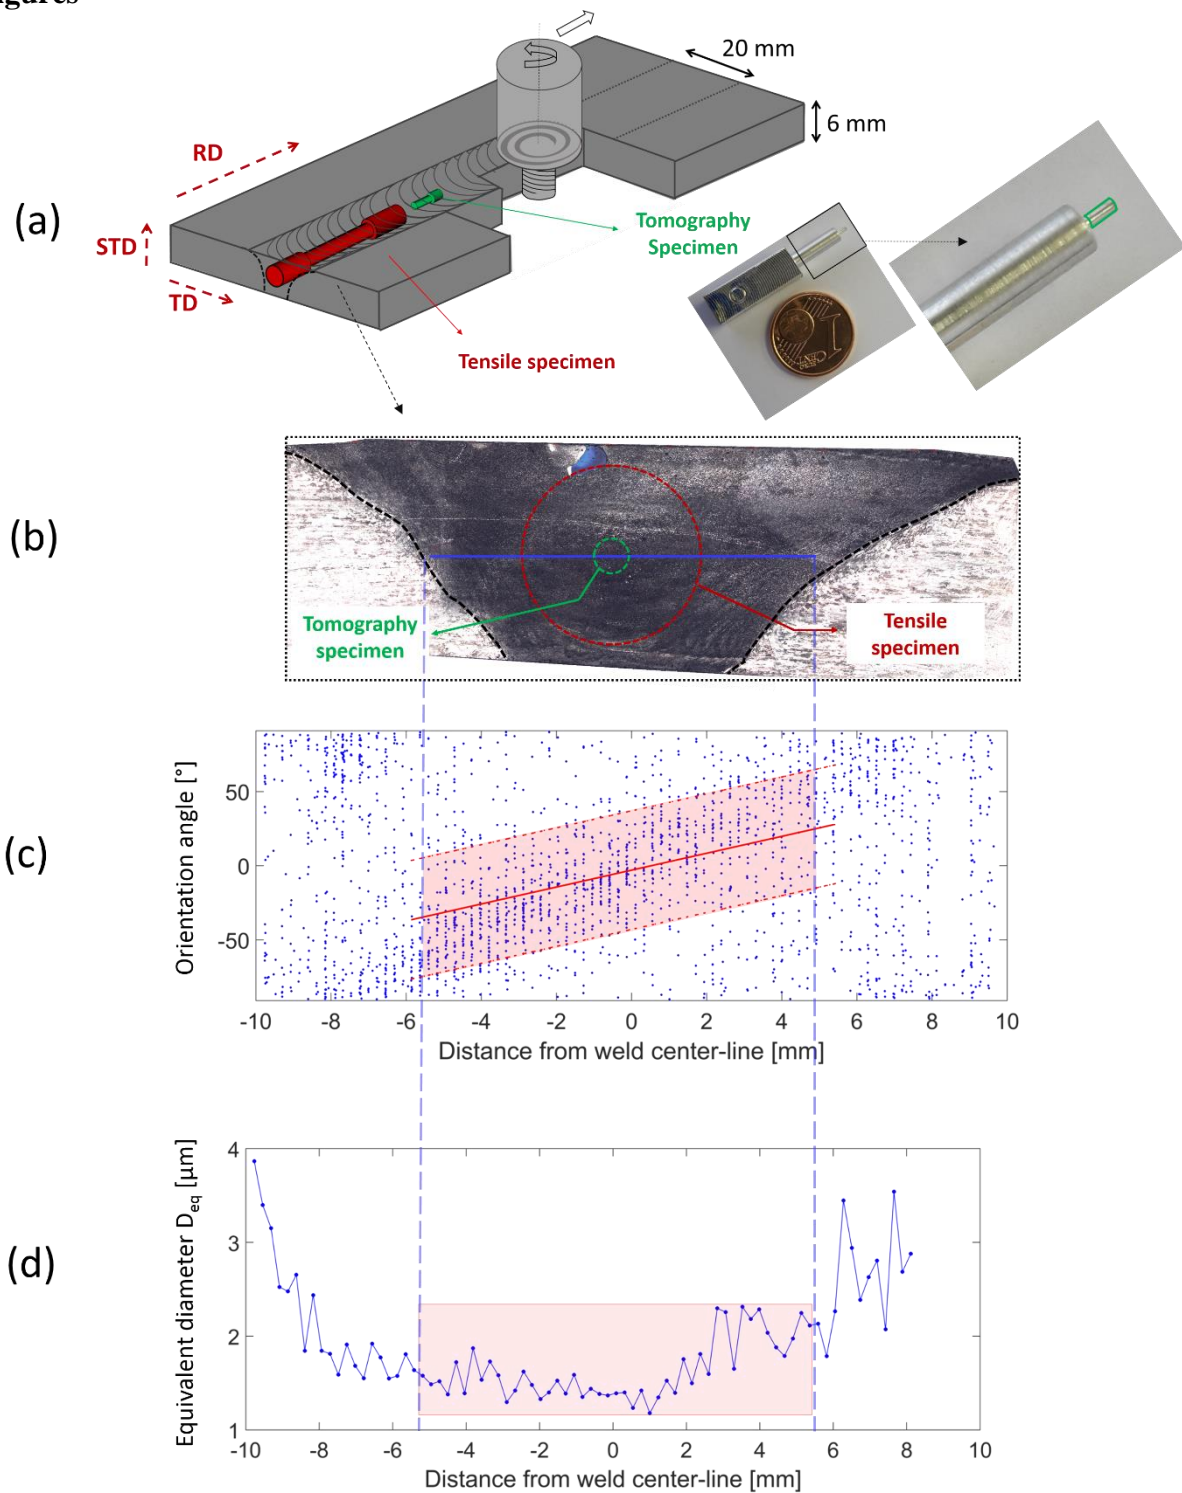 igures
20 mm
6 mm
RD
(a)
STD
TD
Tomography
Specimen
Tensile specimen
1
(b)
Tomography
specimen
Tensile
specimen
(c)
Orientation angle [°]
50
0
-50
-10 -8 -6 -4 -2 0 2 4 6 8 10
Distance from weld center-line [mm]
(d)
Equivalent diameter Deq [µm]
4
3
2
1
-10 -8 -6 -4 -2 0 2 4 6 8 10
Distance from weld center-line [mm]